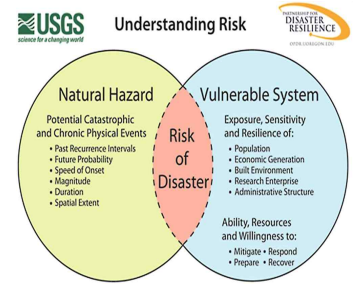 USGS
science for a changing world
Understanding Risk
PARTNERSHIP FOR
DISASTER
RESILIENCE
Natural Hazard
Potential Catastrophic
and Chronic Physical Events
• Past Recurrence Intervals
• Future Probability
• Speed of Onset
• Magnitude
• Duration
• Spatial Extent
Risk
of
Disaster
Vulnerable System
Exposure, Sensitivity
and Resilience of:
• Population
• Economic Generation
• Built Environment
• Research Enterprise
• Administrative Structure
Ability, Resources
and Willingness to:
• Mitigate • Respond
• Prepare • Recover